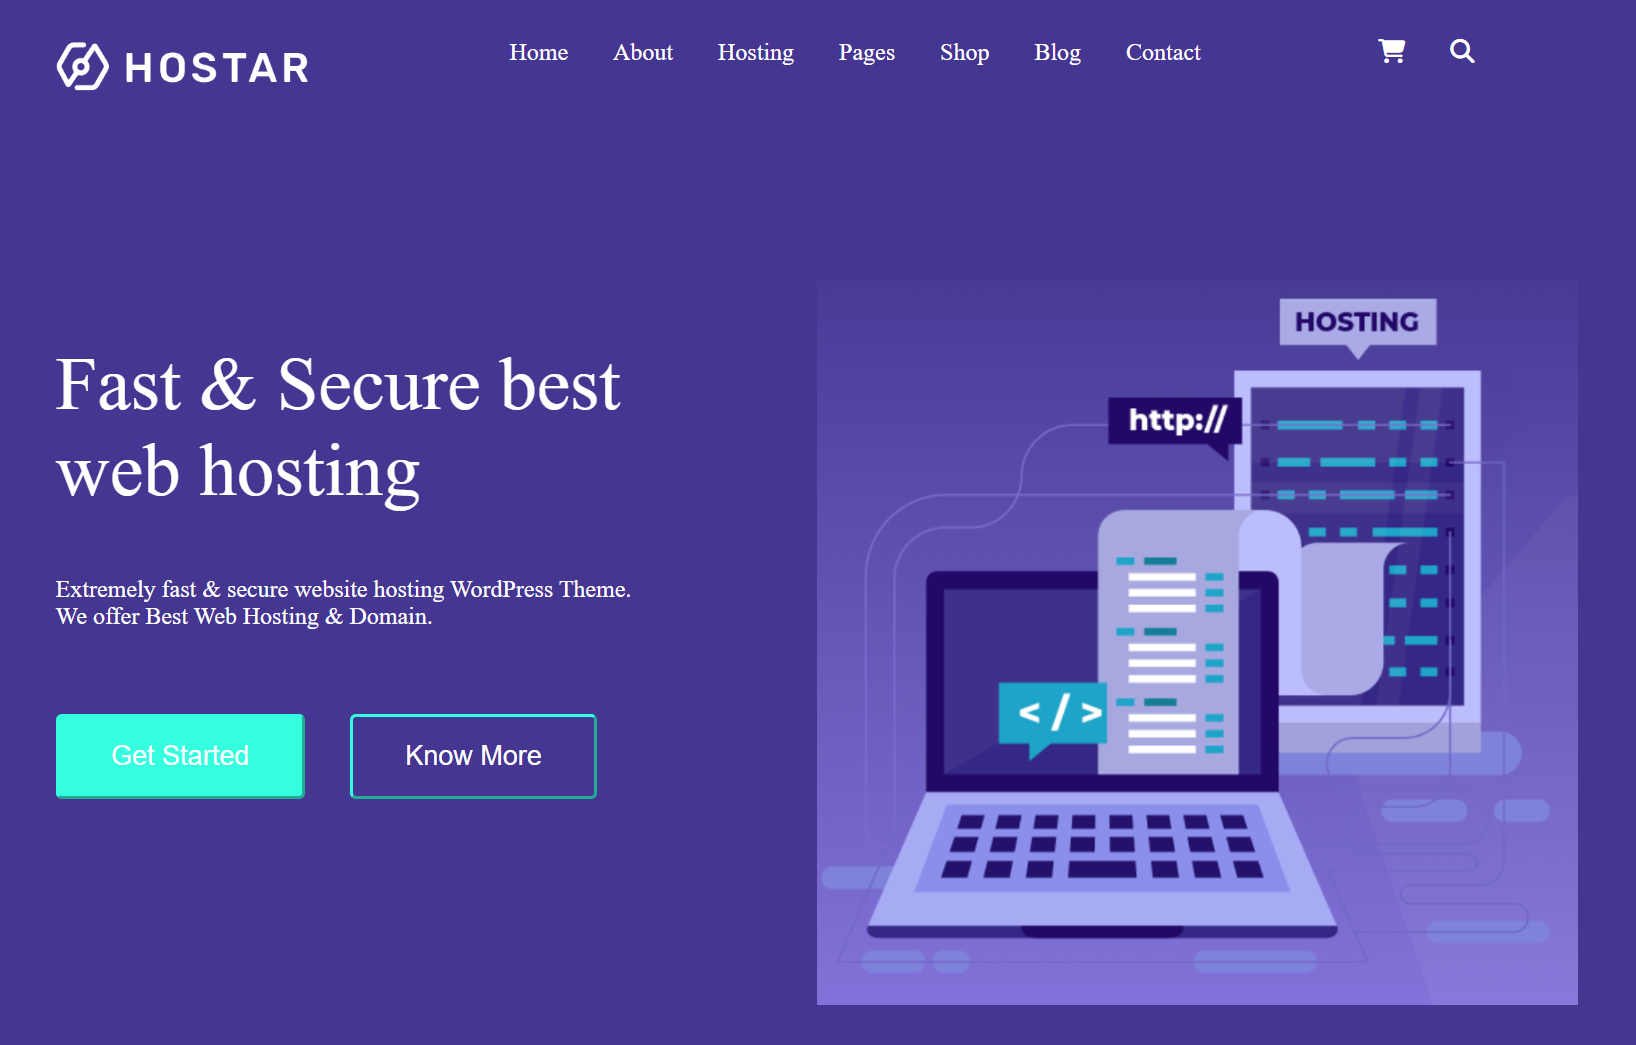 HOSTAR
Home About Hosting Pages Shop Blog Contact
Fast & Secure best
web hosting
Extremely fast & secure website hosting WordPress Theme.
We offer Best Web Hosting & Domain.
Get Started Know More
HOSTING
http://
</>